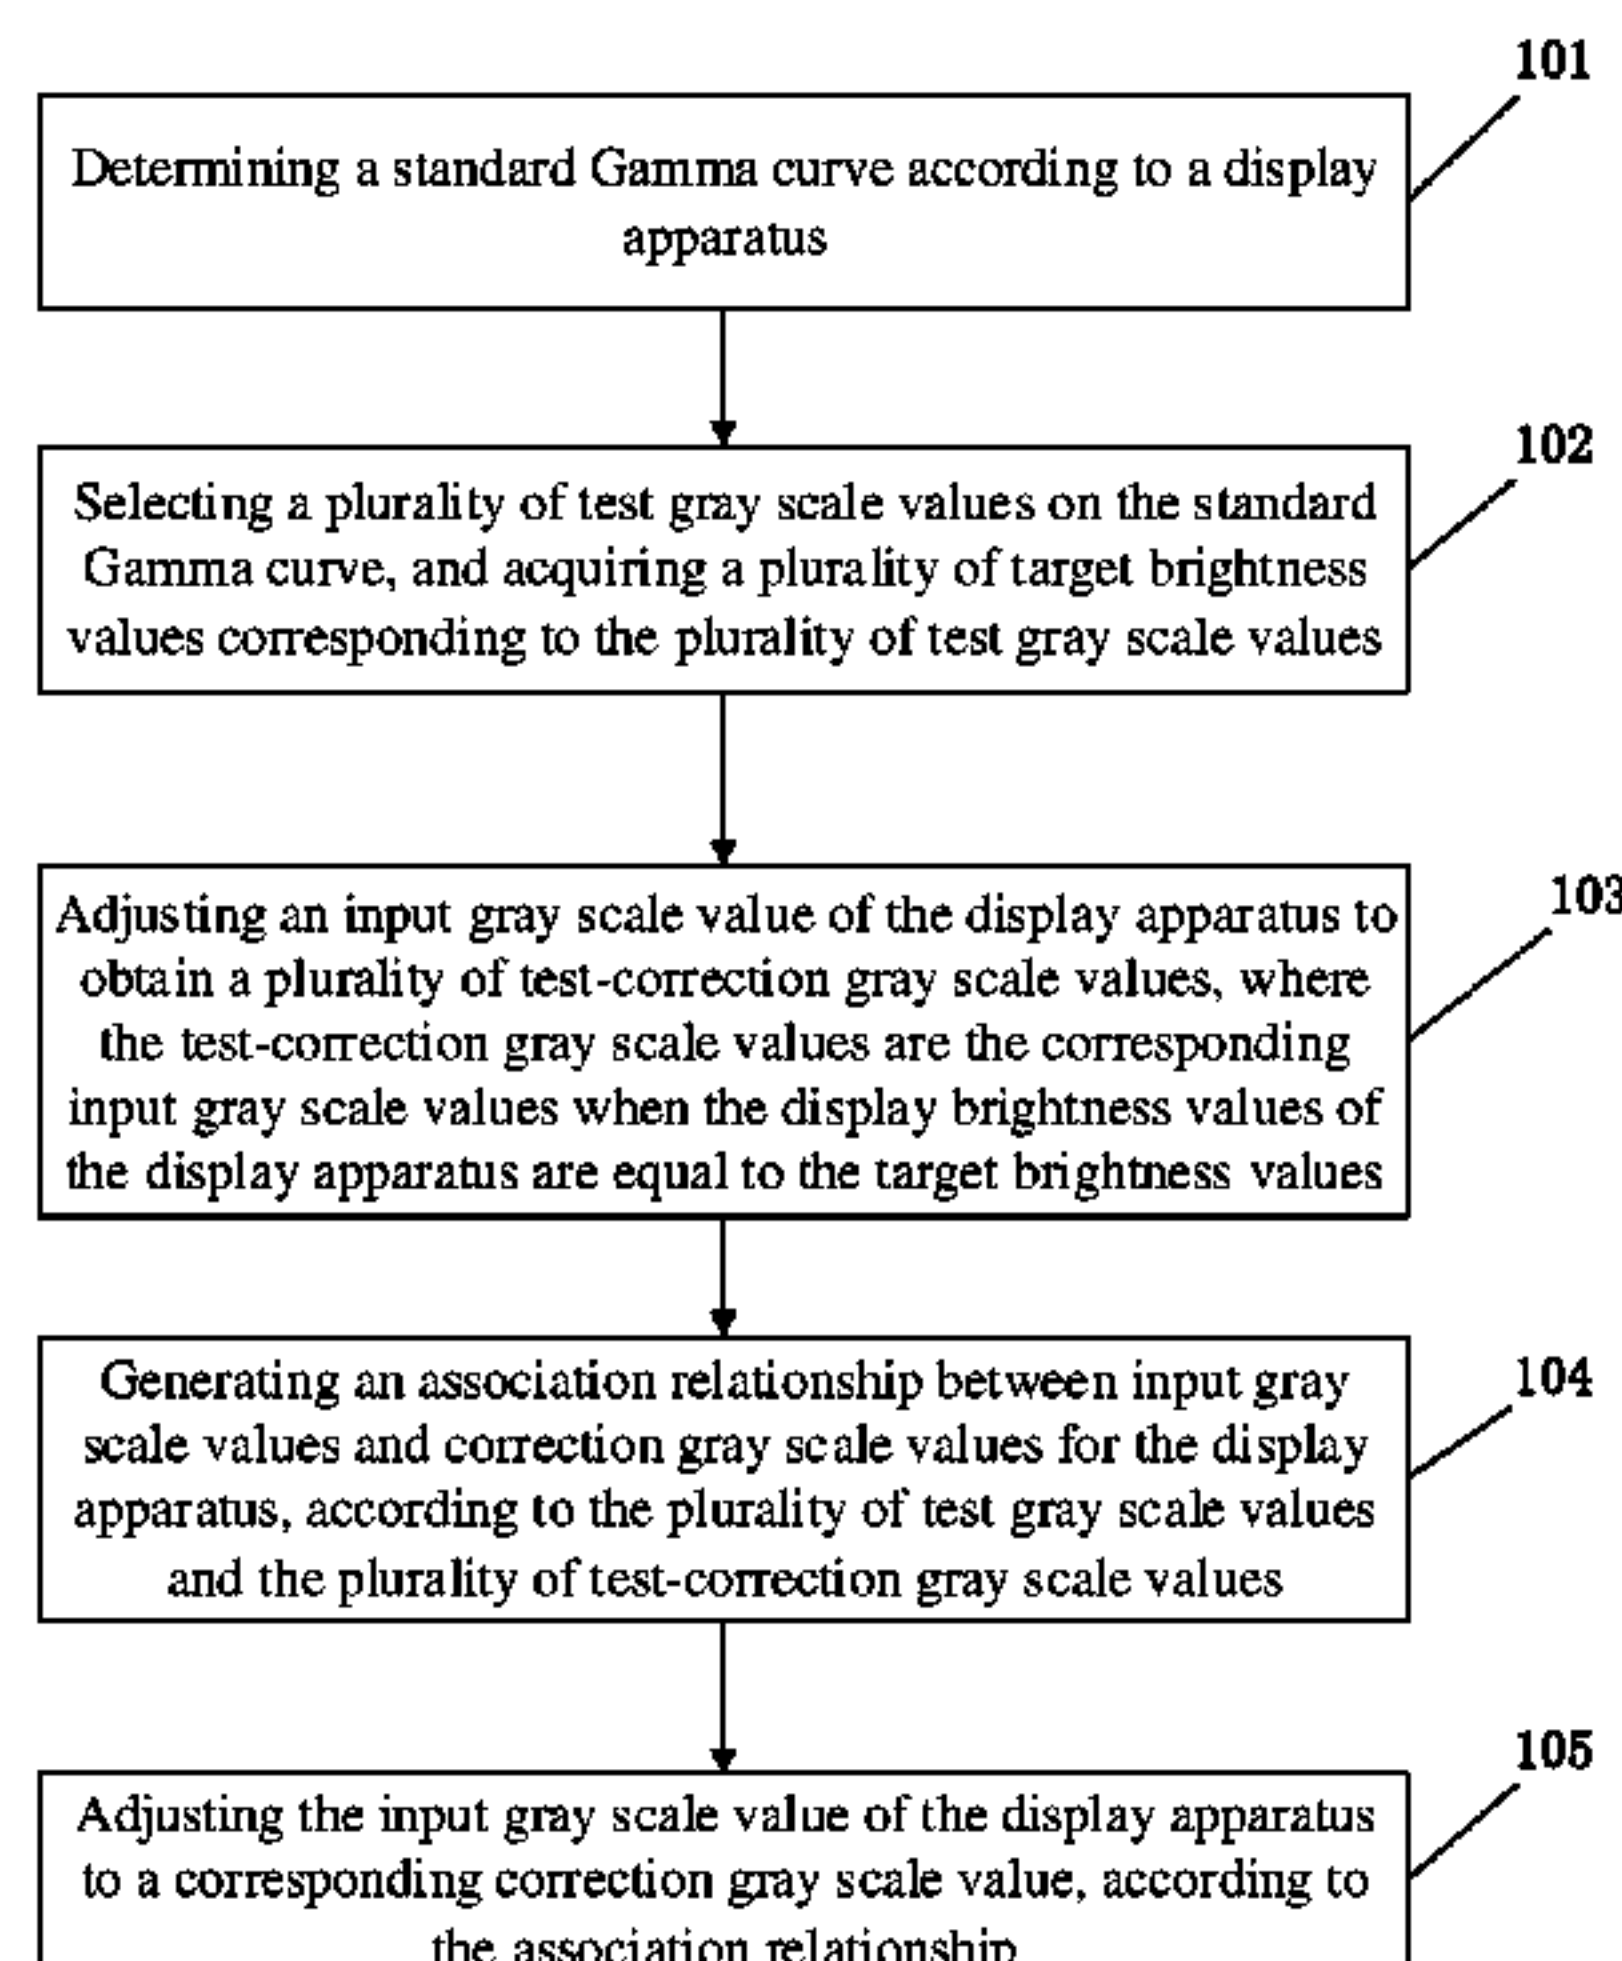 101
Determining a standard Gamma curve according to a display
apparatus
102
Selecting a plurality of test gray scale values on the standard
Gamma curve, and acquiring a plurality of target brightness
values corresponding to the plurality of test gray scale values
103
Adjusting an input gray scale value of the display apparatus to
obtain a plurality of test-correction gray scale values, where
the test-correction gray scale values are the corresponding
input gray scale values when the display brightness values of
the display apparatus are equal to the target brightness values
104
Generating an association relationship between input gray
scale values and correction gray scale values for the display
apparatus, according to the plurality of test gray scale values
and the plurality of test-correction gray scale values
105
Adjusting the input gray scale value of the display apparatus
to a corresponding correction gray scale value, according to
the association relationship